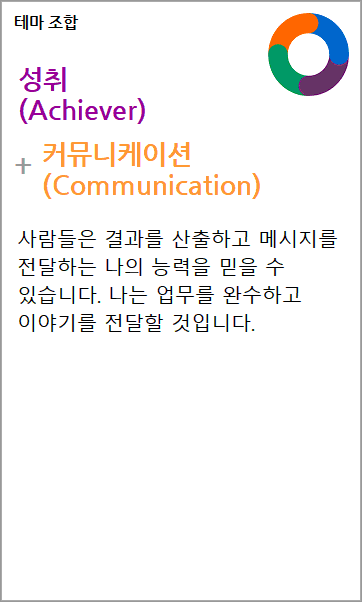 테마 조합
성취
(Achiever)
+ 커뮤니케이션
(Communication)
사람들은 결과를 산출하고 메시지를
전달하는 나의 능력을 믿을 수
있습니다. 나는 업무를 완수하고
이야기를 전달할 것입니다.